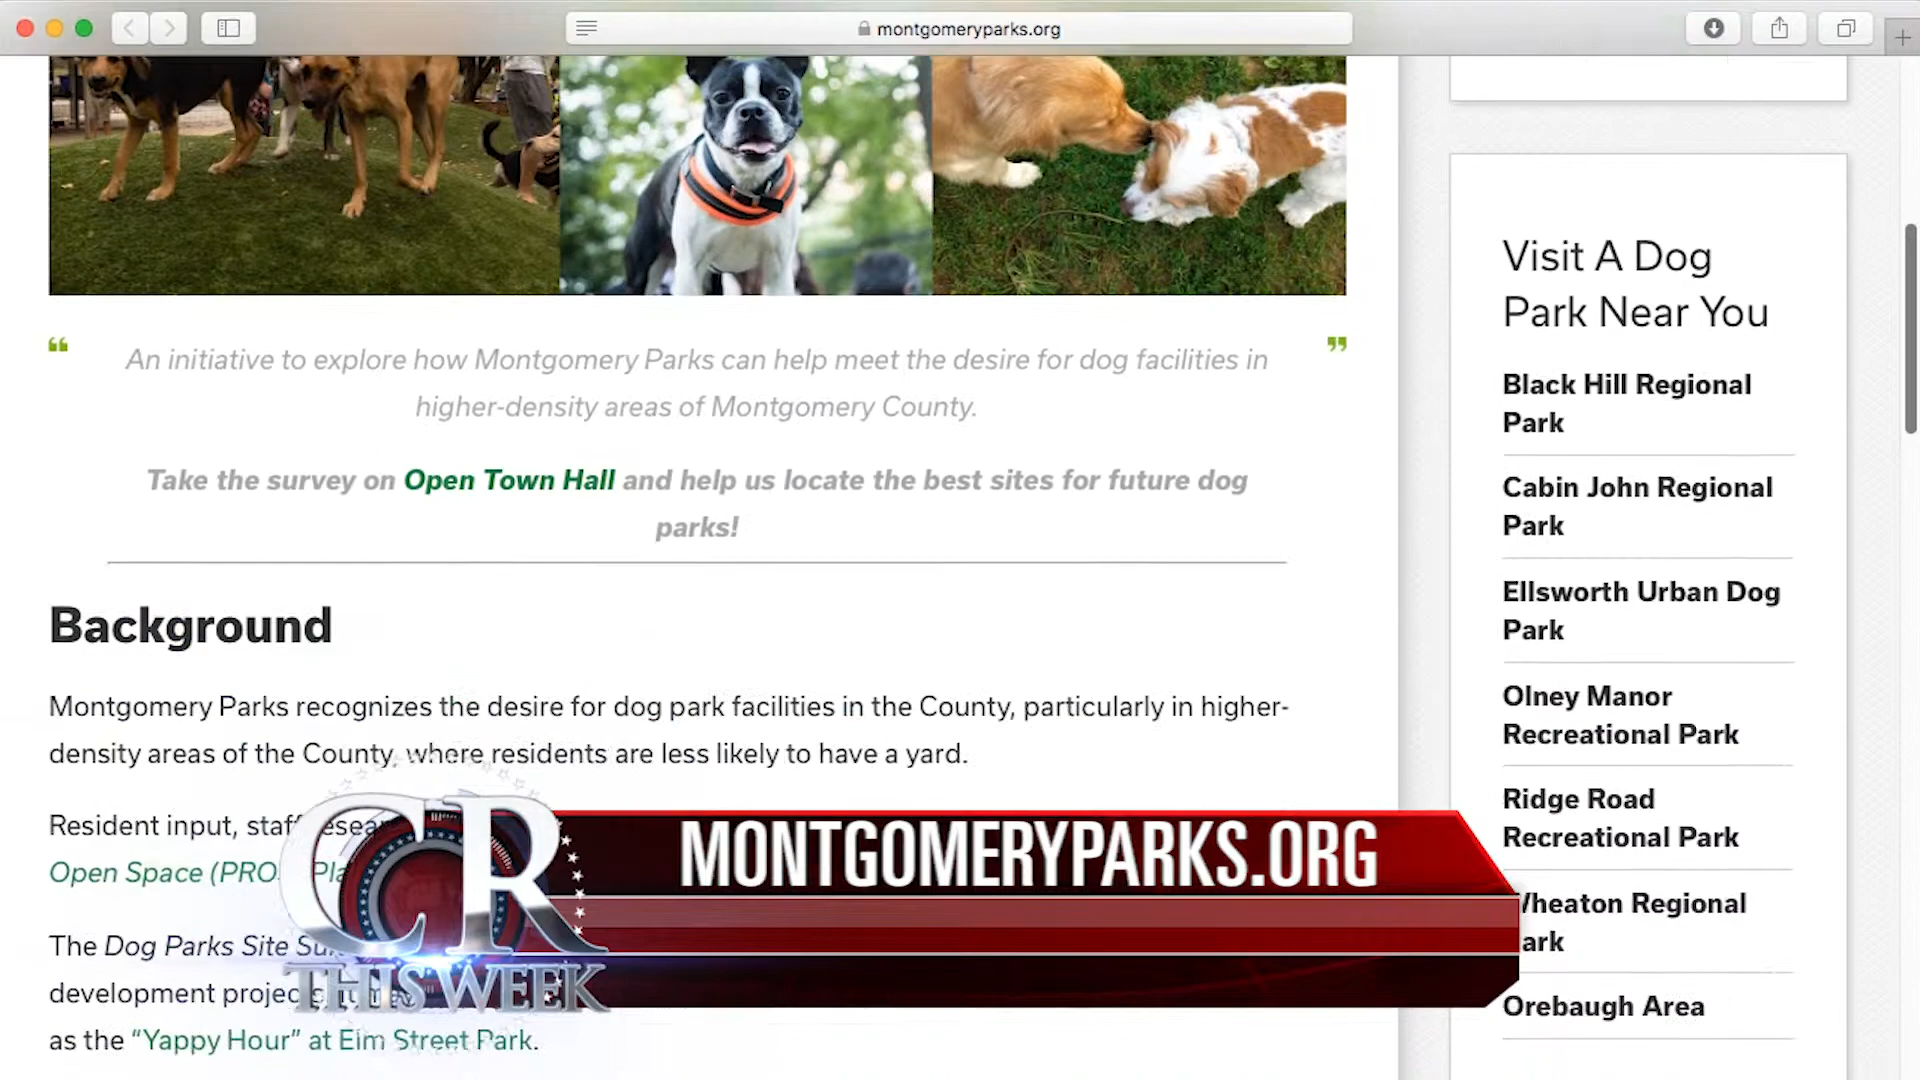 montgomeryparks.org
“ An initiative to explore how Montgomery Parks can help meet the desire for dog facilities in ”
higher-density areas of Montgomery County.
Take the survey on Open Town Hall and help us locate the best sites for future dog
parks!
Background
Montgomery Parks recognizes the desire for dog park facilities in the County, particularly in higher-
density areas of the County, where residents are less likely to have a yard.
Resident input, staff
Open Space (PRO
The Dog Parks Site
development
as the “Yappy Hour” at Elm Street Park.
Visit A Dog
Park Near You
Black Hill Regional
Park
Cabin John Regional
Park
Ellsworth Urban Dog
Park
Olney Manor
Recreational Park
Ridge Road
Recreational Park
Wheaton Regional
Park
Orebaugh Area
CR
THIS WEEK
MONTGOMERYPARKS.ORG